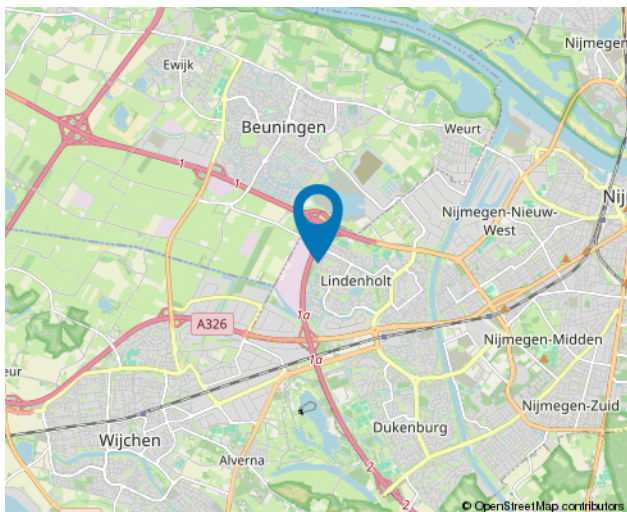 Ewijk
Nijmegen-
Beuningen
Weurt
1
1
Nij
Nijmegen-Nieuw-
West
Lindenholt
1a
A326
1a
Nijmegen-Midden
eur
Nijmegen-Zuid
Dukenburg
Wijchen
Alverna
2
2
© OpenStreetMap contributors